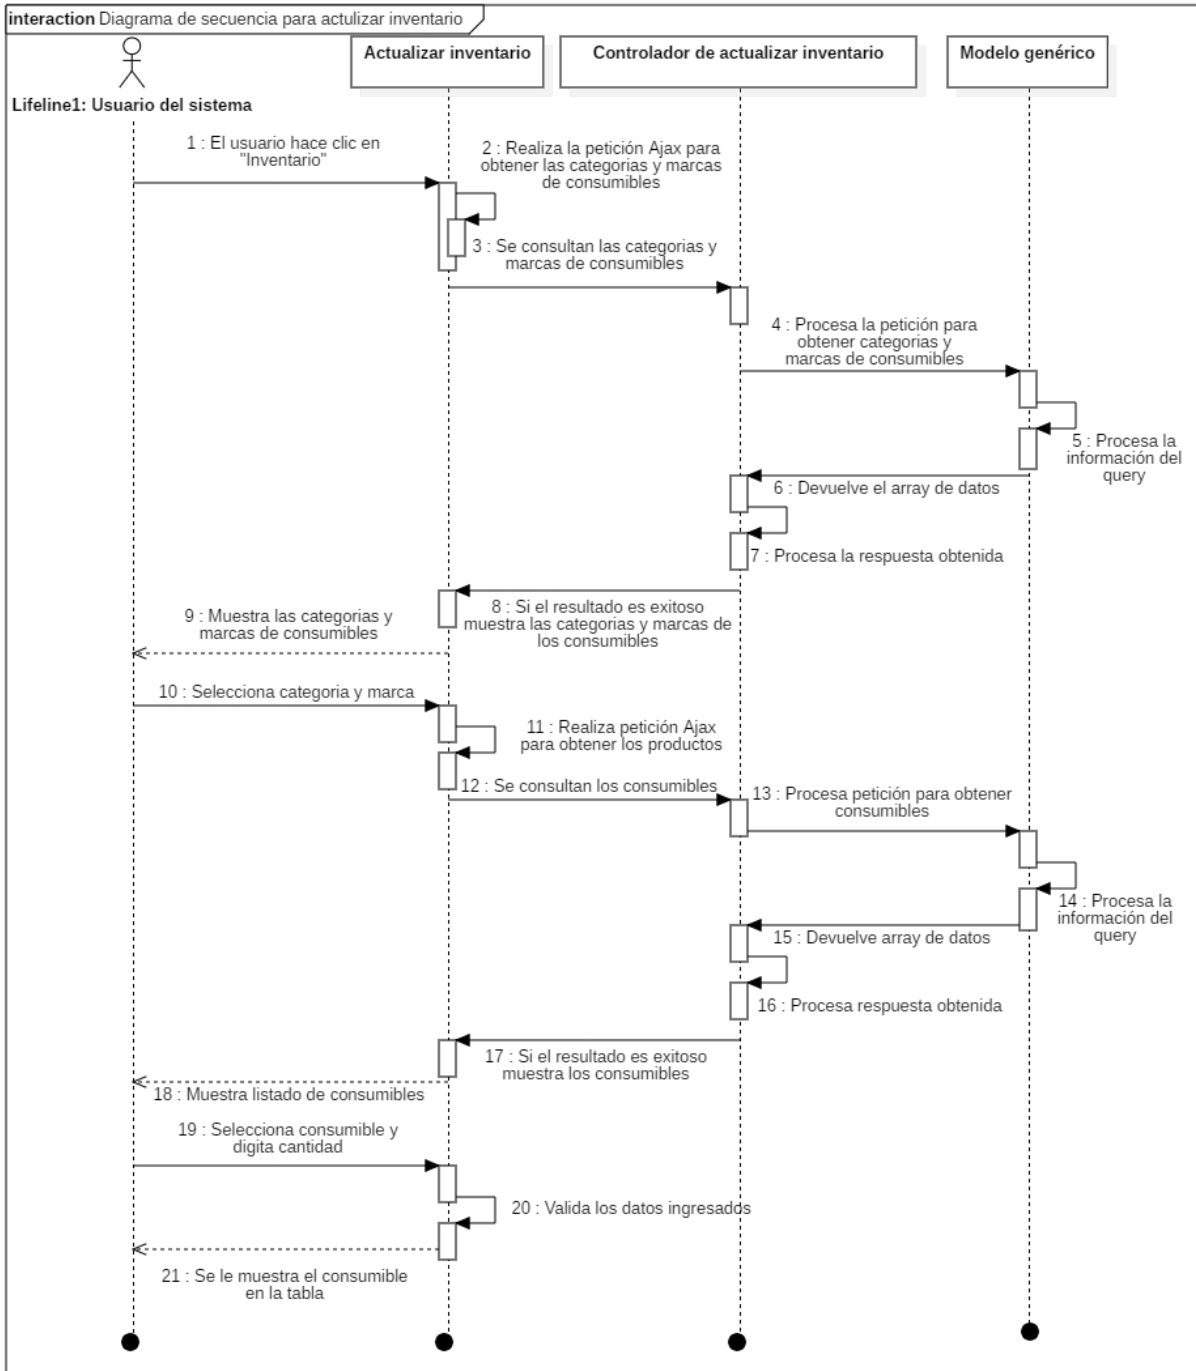 interaction Diagrama de secuencia para actulizar inventario
Actualizar inventario
Controlador de actualizar inventario
Modelo genérico
Lifeline1: Usuario del sistema
1 : El usuario hace clic en
"Inventario"
2 : Realiza la petición Ajax para
obtener las categorias y marcas
de consumibles
3 : Se consultan las categorias y
marcas de consumibles
4 : Procesa la petición para
obtener categorias y
marcas de consumibles
5 : Procesa la
información del
query
6 : Devuelve el array de datos
7 : Procesa la respuesta obtenida
8 : Si el resultado es exitoso
muestra las categorias y marcas de
los consumibles
9 : Muestra las categorias y
marcas de consumibles
10 : Selecciona categoria y marca
11 : Realiza petición Ajax
para obtener los productos
12 : Se consultan los consumibles
13 : Procesa petición para obtener
consumibles
14 : Procesa la
información del
query
15 : Devuelve array de datos
16 : Procesa respuesta obtenida
17 : Si el resultado es exitoso
muestra los consumibles
18 : Muestra listado de consumibles
19 : Selecciona consumible y
digita cantidad
20 : Valida los datos ingresados
21 : Se le muestra el consumible
en la tabla